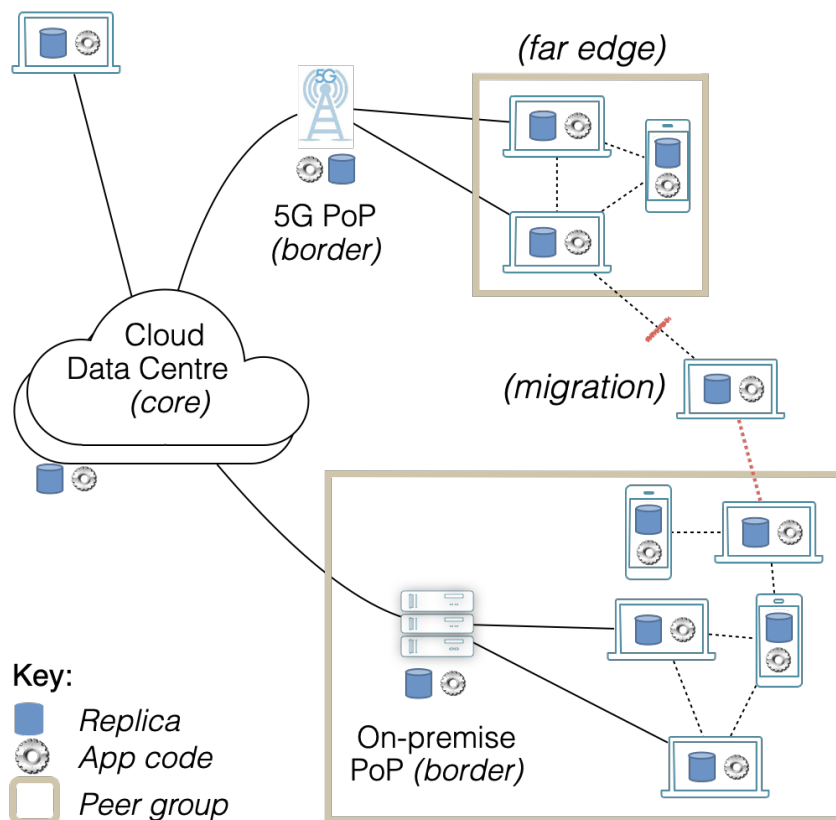 (far edge)
5G
5G PoP
(border)
Cloud
Data Centre
(core)
(migration)
On-premise
PoP (border)
Key:
Replica
App code
Peer group